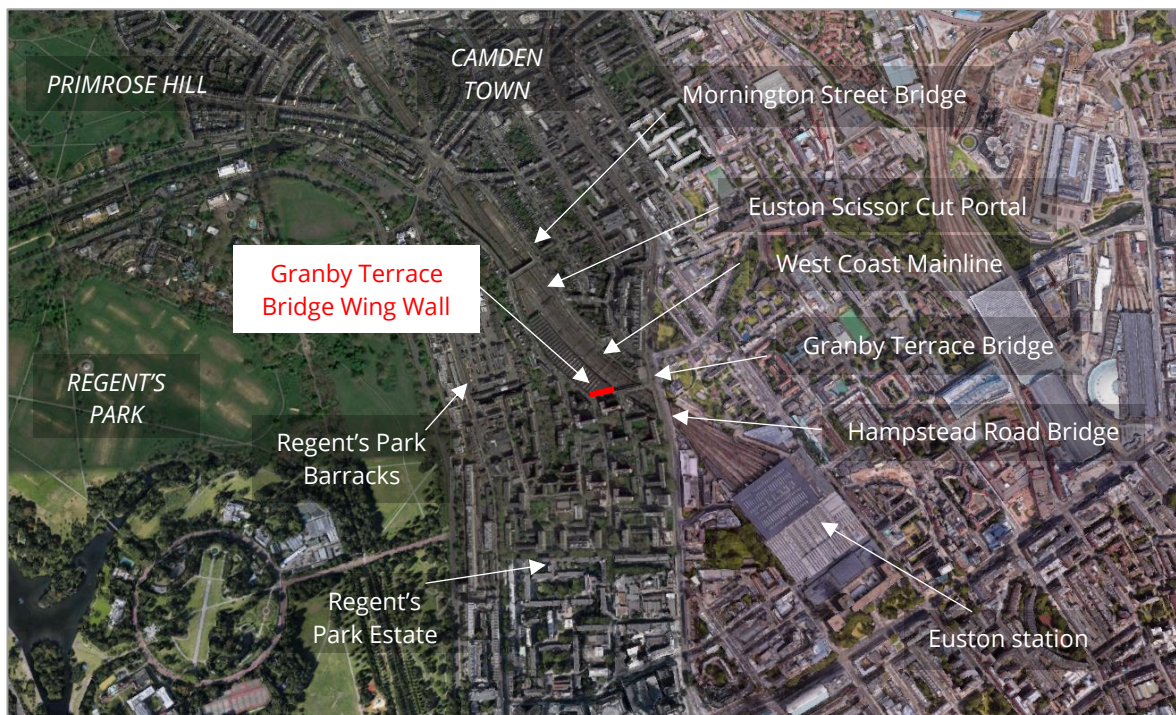 PRIMROSE HILL
CAMDEN
TOWN
Mornington Street Bridge
Euston Scissor Cut Portal
Granby Terrace
Bridge Wing Wall
West Coast Mainline
Granby Terrace Bridge
REGENT'S
PARK
Regent's Park
Barracks
Hampstead Road Bridge
Regent's
Park Estate
Euston station